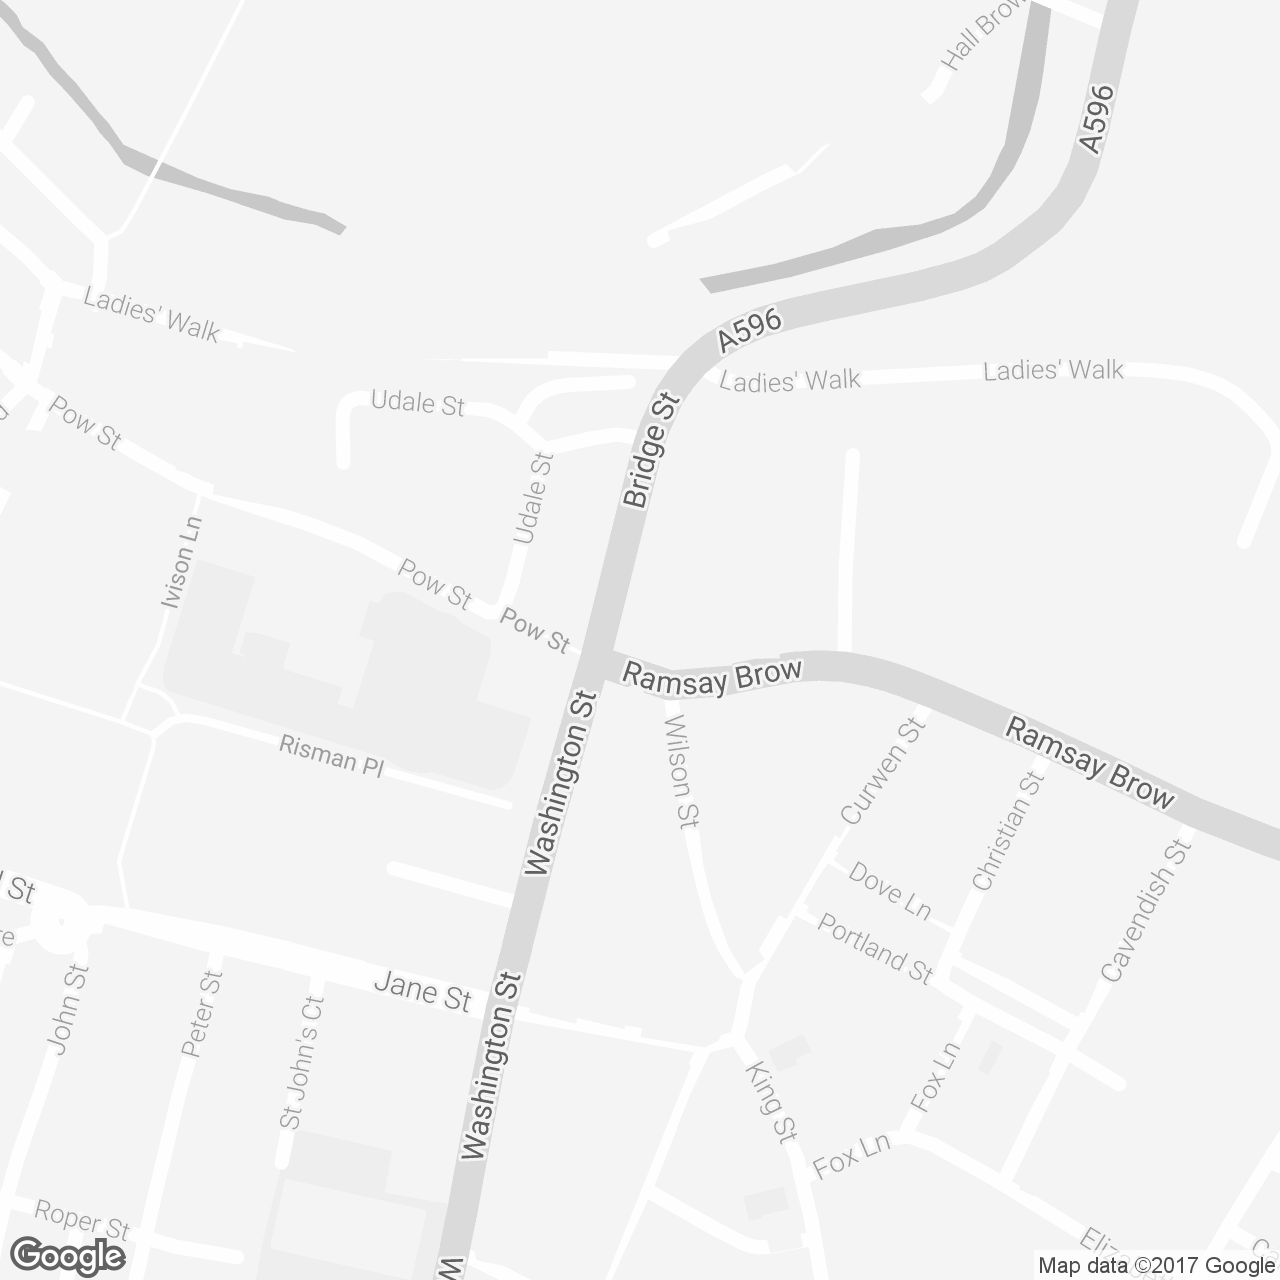 Hall Brow
A596
A596
Ladies' Walk
Ladies' Walk
Ladies' Walk
Udale St
Pow St
Bridge St
Udale St
Ivison Ln
Pow St
Pow St
Ramsay Brow
Washington St
Wilson St
Risman Pl
Curwen St
Ramsay Brow
Christian St
Dove Ln
Cavendish St
St
Portland St
Jane St
John St
Peter St
St John's Ct
Washington St
King St
Fox Ln
Fox Ln
Roper St
Google
Map data ©2017 Google